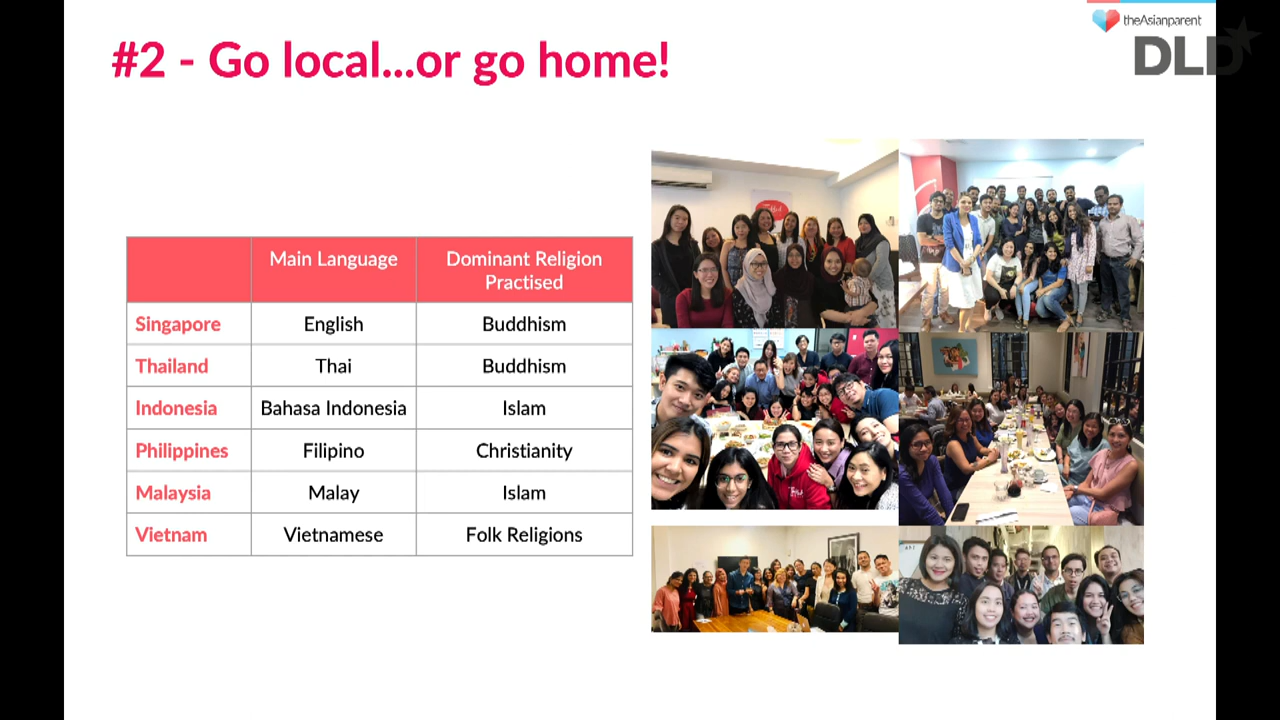 theAsianparent
DLD
#2 - Go local...or go home!
Main Language Dominant Religion
Practised
Singapore English Buddhism
Thailand Thai Buddhism
Indonesia Bahasa Indonesia Islam
Philippines Filipino Christianity
Malaysia Malay Islam
Vietnam Vietnamese Folk Religions